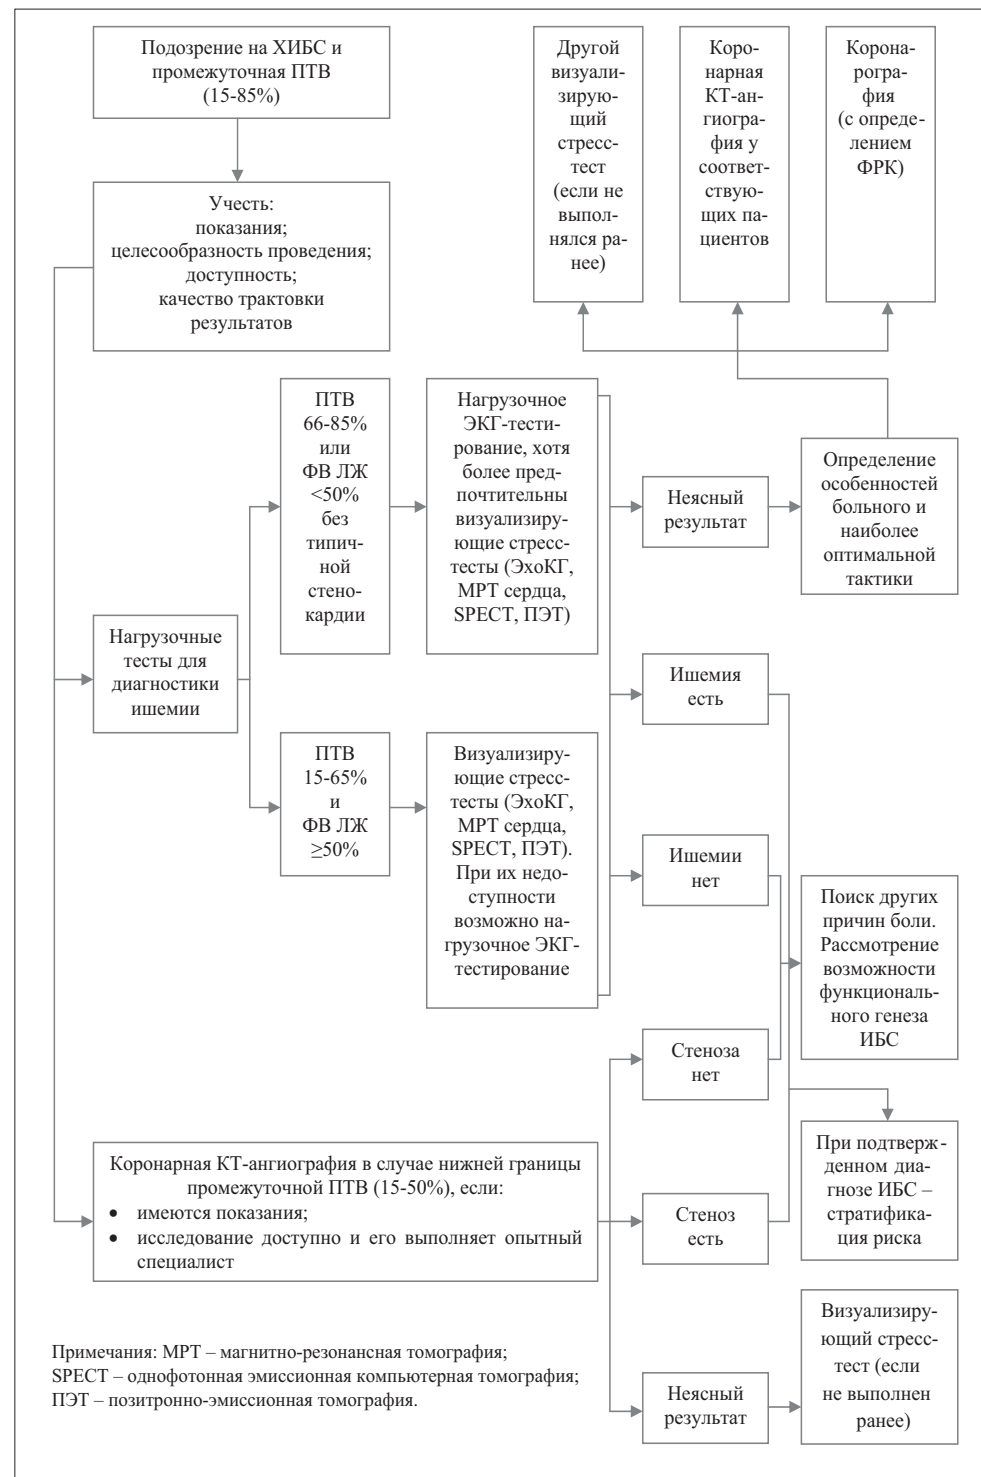 Подозрение на ХИБС и
промежуточная ПТВ
(15-85%)
Учесть:
показания;
целесообразность проведения;
доступность;
качество трактовки
результатов
Другой
визуали-
зирую-
щий
стресс-
тест
(если не
выпол-
нялся ра-
нее)
Коро-
нарная
КТ-ан-
гиогра-
фия у
соответ-
ствую-
щих па-
циентов
Корона-
рогра-
фия
(с опреде-
лением
ФРК)
ПТВ
66-85%
или
ФВ ЛЖ
<50%
без
типич-
ной
стено-
кардии
Нагрузочное
ЭКГ-тести-
рование, хотя
более пред-
почтительны
визуализиру-
ющие стресс-
тесты (ЭхоКГ,
МРТ сердца,
SPECT, ПЭТ)
Неясный
результат
Определение
особенностей
больного и
наиболее
оптимальной
тактики
Нагрузочные
тесты для
диагностики
ишемии
Ишемия
есть
ПТВ
15-65%
и
ФВ ЛЖ
≥50%
Визуализиру-
ющие стресс-
тесты (ЭхоКГ,
МРТ сердца,
SPECT, ПЭТ).
При их недо-
ступности
возможно на-
грузочное ЭКГ-
тестирование
Ишемии
нет
Поиск других
причин боли.
Рассмотрение
возможности
функциональ-
ного генеза
ИБС
Стеноза
нет
Коронарная КТ-ангиография в случае нижней границы
промежуточной ПТВ (15-50%), если:
• имеются показания;
• исследование доступно и его выполняет опытный
специалист
Стеноз
есть
При подтверж-
денном диа-
гнозе ИБС –
стратифика-
ция риска
Неясный
результат
Визуализиру-
ющий стресс-
тест (если
не выполнен
ранее)
Примечания: МРТ – магнитно-резонансная томография;
SPECT – однофотонная эмиссионная компьютерная томография;
ПЭТ – позитронно-эмиссионная томография.